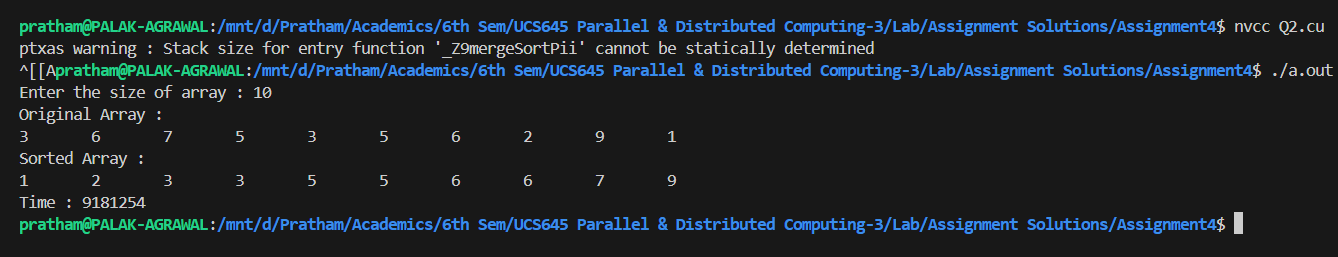 pratham@PALAK-AGRAWAL:/mnt/d/Pratham/Academics/6th Sem/UCS645 Parallel & Distributed Computing-3/Lab/Assignment Solutions/Assignment4$ nvcc Q2.cu
ptxas warning : Stack size for entry function '_Z9mergeSortPii' cannot be statically determined
^[[Apratham@PALAK-AGRAWAL:/mnt/d/Pratham/Academics/6th Sem/UCS645 Parallel & Distributed Computing-3/Lab/Assignment Solutions/Assignment4$ ./a.out
Enter the size of array : 10
Original Array :
3 6 7 5 3 5 6 2 9 1
Sorted Array :
1 2 3 3 5 5 6 6 7 9
Time : 9181254
pratham@PALAK-AGRAWAL:/mnt/d/Pratham/Academics/6th Sem/UCS645 Parallel & Distributed Computing-3/Lab/Assignment Solutions/Assignment4$